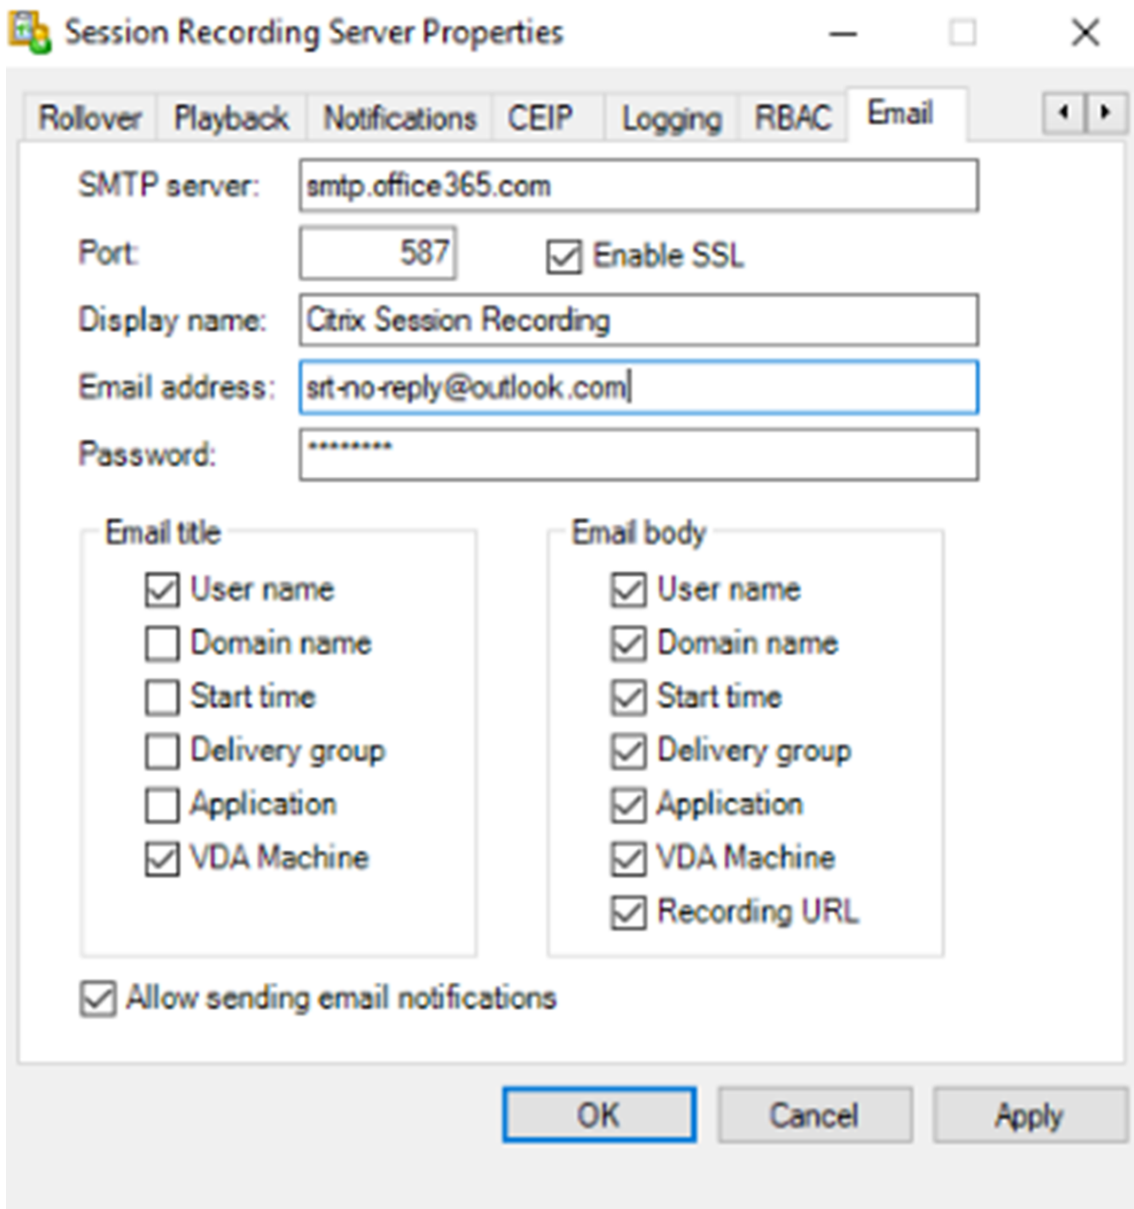 Session Recording Server Properties
Rollover Playback Notifications CEIP Logging RBAC Email
SMTP server: smtp.office365.com
Port: 587 Enable SSL
Display name: Citrix Session Recording
Email address: srt-no-reply@outlook.com
Password: ********
Email title
User name
Domain name
Start time
Delivery group
Application
VDA Machine
Email body
User name
Domain name
Start time
Delivery group
Application
VDA Machine
Recording URL
Allow sending email notifications
OK Cancel Apply